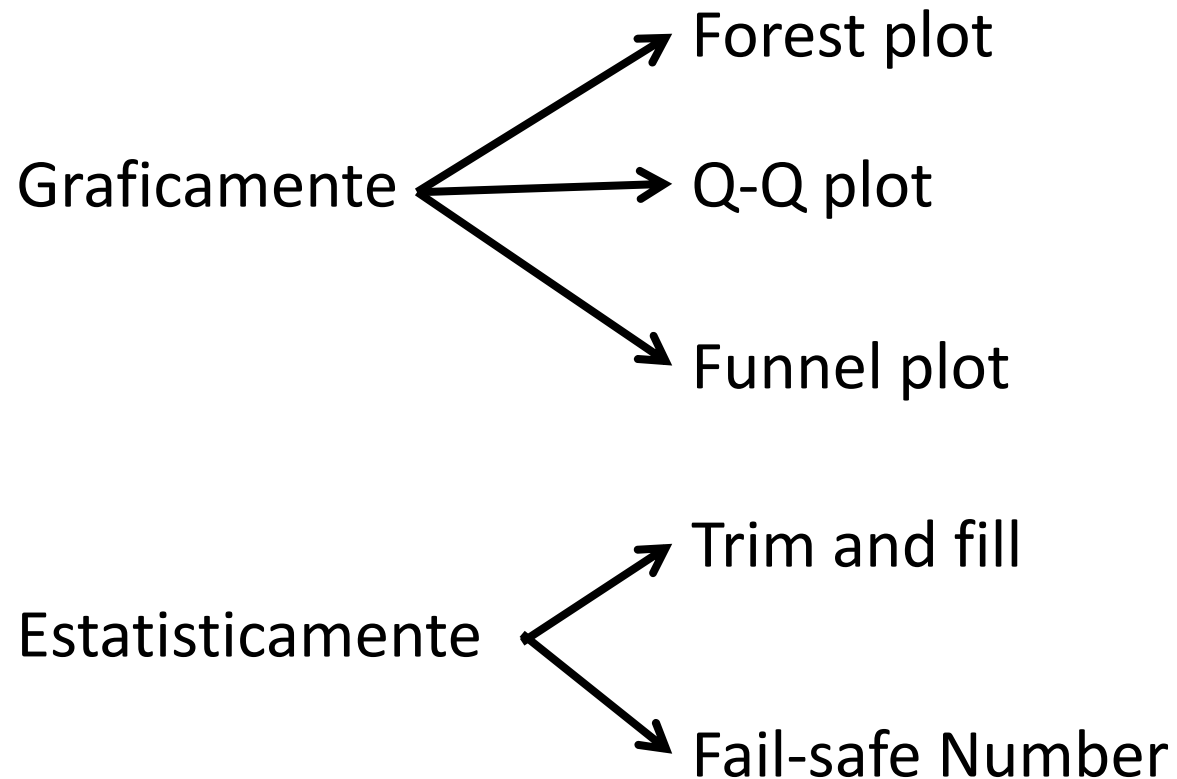 Graficamente
Forest plot
Q-Q plot
Funnel plot
Estatisticamente
Trim and fill
Fail-safe Number